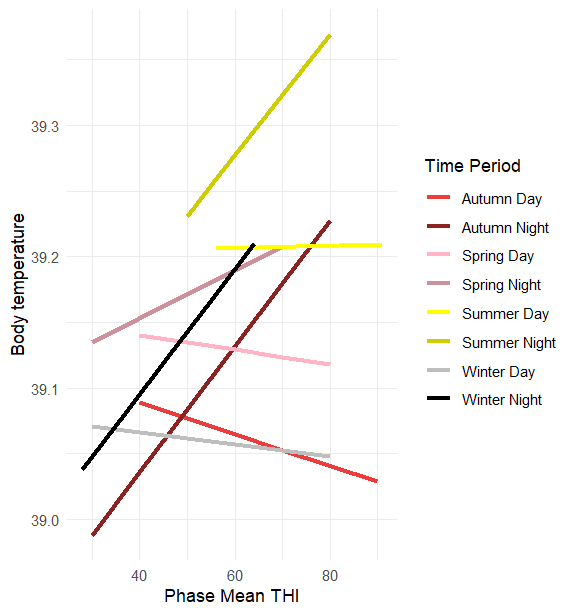 39.3
39.2
39.1
39.0
Body temperature
40 60 80
Phase Mean THI
Time Period
Autumn Day
Autumn Night
Spring Day
Spring Night
Summer Day
Summer Night
Winter Day
Winter Night